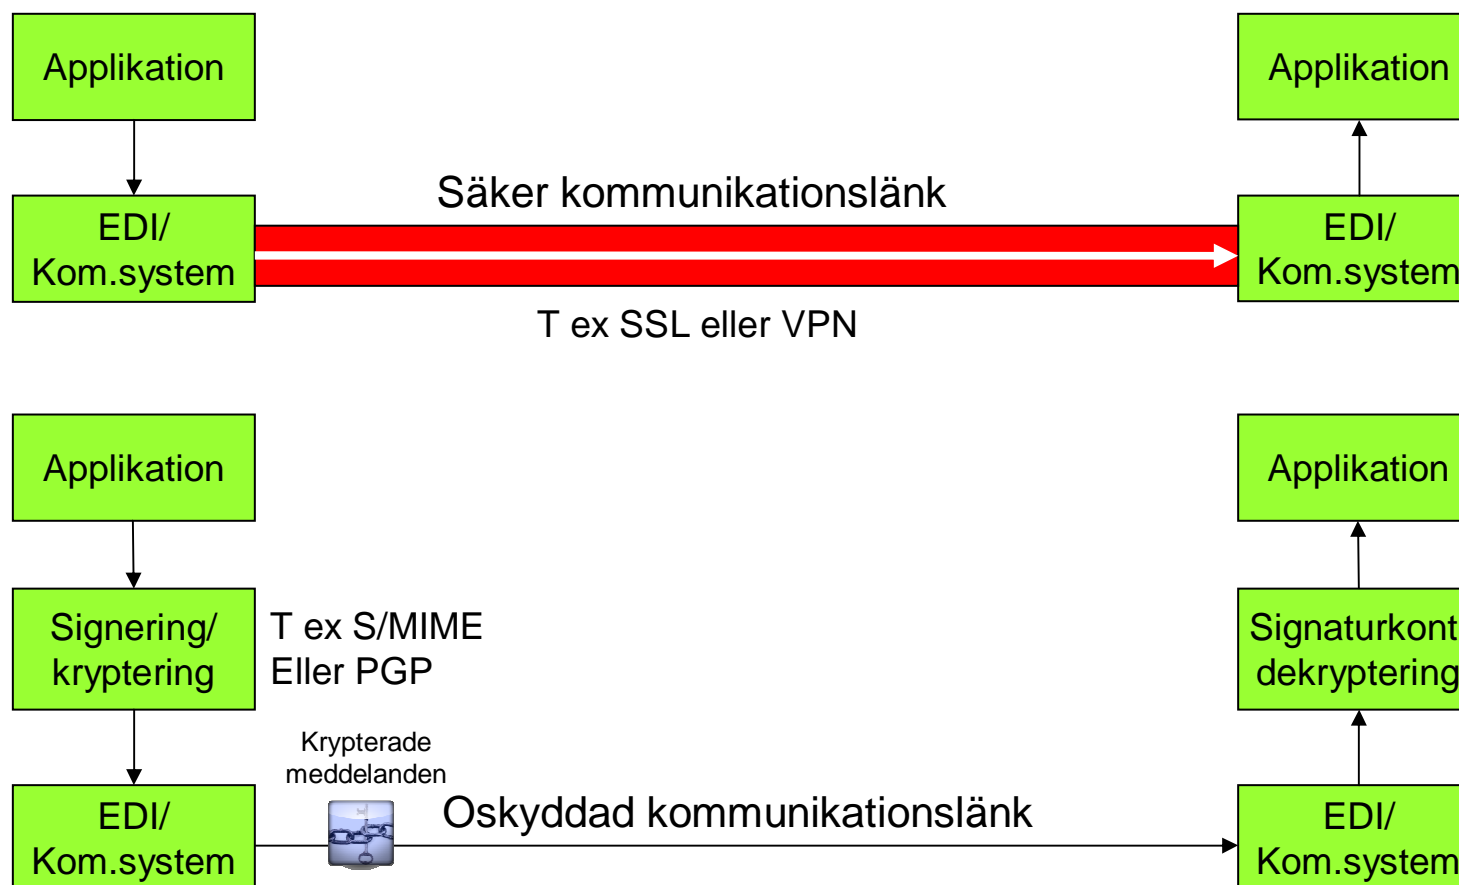 Applikation
Applikation
Säker kommunikationslänk
EDI/
Kom.system
EDI/
Kom.system
T ex SSL eller VPN
Applikation
Applikation
Signering/
kryptering
T ex S/MIME
Eller PGP
Signaturkont
dekryptering
Krypterade
meddelanden
EDI/
Kom.system
Oskyddad kommunikationslänk
EDI/
Kom.system